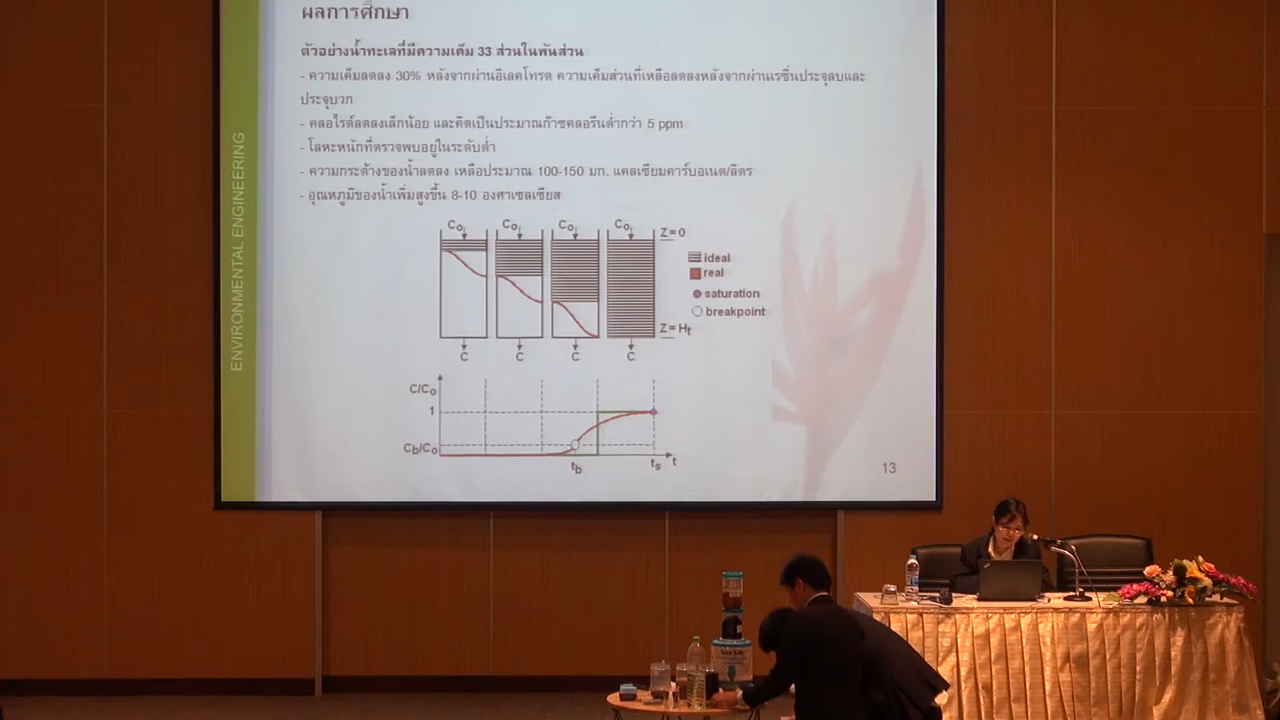 ผลการศึกษา
ตัวอย่างน้ำทะเลที่มีความเค็ม 33 ส่วนในพันส่วน
- ความเค็มลดลง 30% หลังจากผ่านอิเลคโทรด ความเค็มส่วนที่เหลือลดลงหลังจากผ่านเรซิ่นประจุลบและ
ประจุบวก
- คลอไรด์ลดลงเล็กน้อย และคิดเป็นประมาณก๊าซคลอรีนต่ำกว่า 5 ppm
- โลหะหนักที่ตรวจพบอยู่ในระดับต่ำ
- ความกระด้างของน้ำลดลง เหลือประมาณ 100-150 มก. แคลเซียมคาร์บอเนต/ลิตร
- อุณหภูมิของน้ำเพิ่มสูงขึ้น 8-10 องศาเซลเซียส
ENVIRONMENTAL ENGINEERING
Co Co Co Co Z=0
ideal
real
saturation
breakpoint
Z=Ht
C C C C
C/Co
1
Cb/Co
tb ts t
13